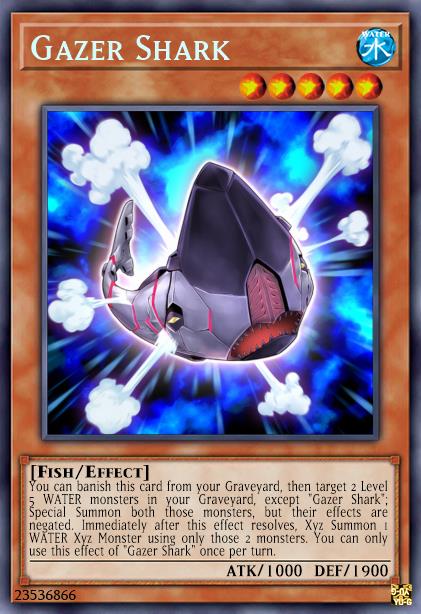 Gazer Shark
WATER
水
[Fish/Effect]
You can banish this card from your Graveyard, then target 2 Level
5 WATER monsters in your Graveyard, except "Gazer Shark";
Special Summon both those monsters, but their effects are
negated. Immediately after this effect resolves, Xyz Summon 1
WATER Xyz Monster using only those 2 monsters. You can only
use this effect of "Gazer Shark" once per turn.
ATK/1000 DEF/1900
23536866